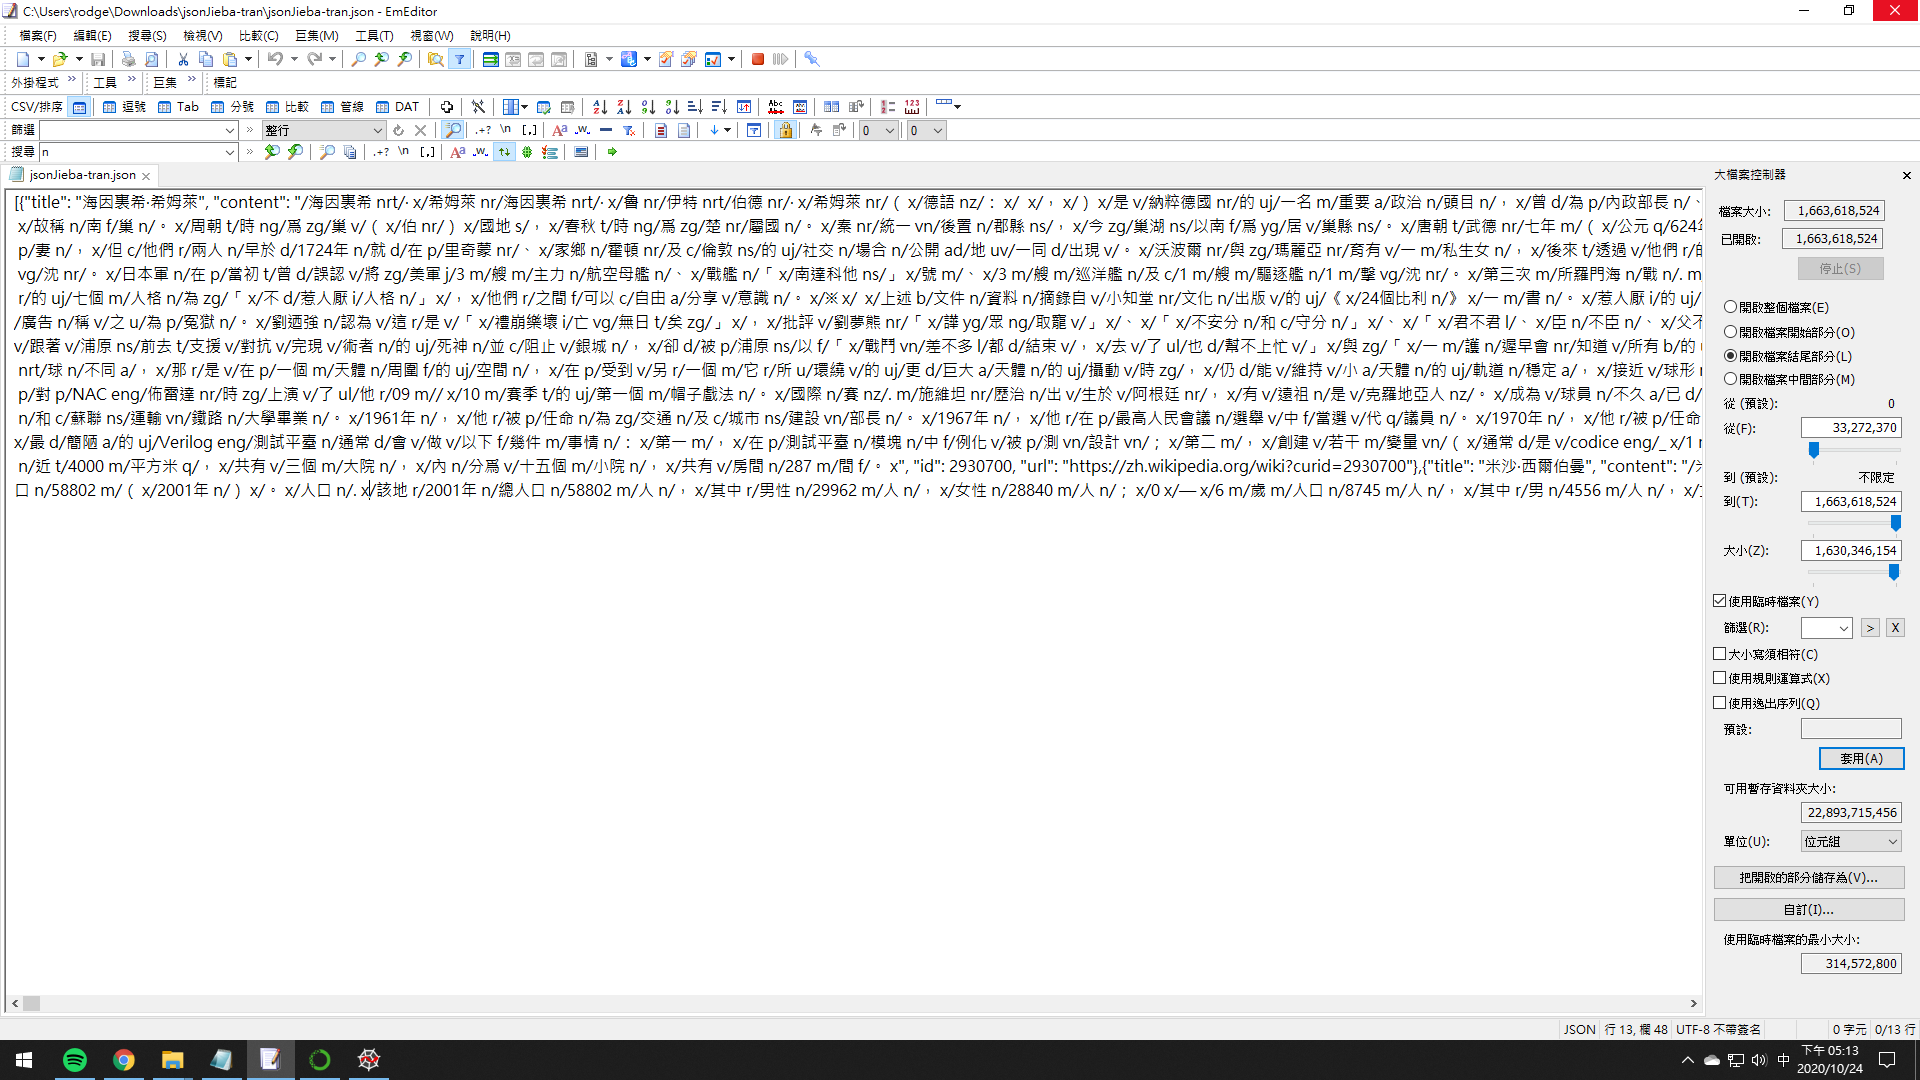 C:\Users\rodge\Downloads\jsonJieba-tran\jsonJieba-tran.json - EmEditor
檔案(F) 編輯(E) 搜尋(S) 檢視(V) 比較(C) 巨集(M) 工具(T) 視窗(W) 說明(H)
外掛程式 » 工具 » 巨集 » 標記
CSV/排序 逗號 Tab 分號 比較 管線 DAT
篩選 » 整行 0 0
搜尋 n »
jsonJieba-tran.json
[{"title": "海因裏希·希姆萊", "content": "/海因裏希 nrt/· x/希姆萊 nr/海因裏希 nrt/· x/魯 nr/伊特 nrt/伯德 nr/· x/希姆萊 nr/（ x/德語 nz/： x/ x/，x/）x/是 v/納粹德國 nr/的 uj/一名 m/重要 a/政治 n/頭目 n/，x/曾 d/為 p/內政部長 n/、
x/故稱 n/南 f/巢 n/。 x/周朝 t/時 ng/爲 zg/巢 v/（ x/伯 nr/）x/國地 s/，x/春秋 t/時 ng/爲 zg/楚 nr/屬國 n/。 x/秦 nr/統一 vn/後置 n/郡縣 ns/，x/今 zg/巢湖 ns/以南 f/爲 yg/居 v/巢縣 ns/。 x/唐朝 t/武德 nr/七年 m/（ x/公元 q/624年
p/妻 n/，x/但 c/他們 r/兩人 n/早於 d/1724年 n/就 d/在 p/里奇蒙 nr/、 x/家鄉 n/霍頓 nr/及 c/倫敦 ns/的 uj/社交 n/場合 n/公開 ad/地 uv/一同 d/出現 v/。 x/沃波爾 nr/與 zg/瑪麗亞 nr/育有 v/一 m/私生女 n/，x/後來 t/透過 v/他們 r/的
vg/沈 nr/。 x/日本軍 n/在 p/當初 t/曾 d/誤認 v/將 zg/美軍 j/3 m/艘 m/主力 n/航空母艦 n/、 x/戰艦 n/「 x/南達科他 ns/」 x/號 m/、 x/3 m/艘 m/巡洋艦 n/及 c/1 m/艘 m/驅逐艦 n/1 m/擊 vg/沈 nr/。 x/第三次 m/所羅門海 n/戰 n/. m
r/的 uj/七個 m/人格 n/為 zg/「 x/不 d/惹人厭 i/人格 n/」 x/，x/他們 r/之間 f/可以 c/自由 a/分享 v/意識 n/。 x/※ x/ x/上述 b/文件 n/資料 n/摘錄自 v/小知堂 nr/文化 n/出版 v/的 uj/《 x/24個比利 n/》 x/一 m/書 n/。 x/惹人厭 i/的 uj/
/廣告 n/稱 v/之 u/為 p/冤獄 n/。 x/劉迺強 n/認為 v/這 r/是 v/「 x/禮崩樂壞 i/亡 vg/無日 t/矣 zg/」 x/，x/批評 v/劉夢熊 nr/「 x/譁 yg/眾 ng/取寵 v/」 x/、 x/「 x/不安分 n/和 c/守分 n/」 x/、 x/「 x/君不君 l/、 x/臣 n/不臣 n/、 x/父不
v/跟著 v/浦原 ns/前去 t/支援 v/對抗 v/完現 v/術者 n/的 uj/死神 n/並 c/阻止 v/銀城 n/，x/卻 d/被 p/浦原 ns/以 f/「 x/戰鬥 vn/差不多 l/都 d/結束 v/，x/去 v/了 ul/也 d/幫不上忙 v/」 x/與 zg/「 x/一 m/護 n/遲早會 nr/知道 v/所有 b/的
nrt/球 n/不同 a/，x/那 r/是 v/在 p/一個 m/天體 n/周圍 f/的 uj/空間 n/，x/在 p/受到 v/另 r/一個 m/它 r/所 u/環繞 v/的 uj/更 d/巨大 a/天體 n/的 uj/攝動 v/時 zg/，x/仍 d/能 v/維持 v/小 a/天體 n/的 uj/軌道 n/穩定 a/，x/接近 v/球形
p/對 p/NAC eng/佈雷達 nr/時 zg/上演 v/了 ul/他 r/09 m// x/10 m/賽季 t/的 uj/第一個 m/帽子戲法 n/。 x/國際 n/賽 nz/. m/施維坦 nr/歷治 n/出 v/生於 v/阿根廷 nr/，x/有 v/遠祖 n/是 v/克羅地亞人 nz/。 x/成為 v/球員 n/不久 a/已 d/
n/和 c/蘇聯 ns/運輸 vn/鐵路 n/大學畢業 n/。 x/1961年 n/，x/他 r/被 p/任命 n/為 zg/交通 n/及 c/城市 ns/建設 vn/部長 n/。 x/1967年 n/，x/他 r/在 p/最高人民會議 n/選舉 v/中 f/當選 v/代 q/議員 n/。 x/1970年 n/，x/他 r/被 p/任命
x/最 d/簡陋 a/的 uj/Verilog eng/測試平臺 n/通常 d/會 v/做 v/以下 f/幾件 m/事情 n/： x/第一 m/，x/在 p/測試平臺 n/模塊 n/中 f/例化 v/被 p/測 vn/設計 vn/； x/第二 m/，x/創建 v/若干 m/變量 vn/（ x/通常 d/是 v/codice eng/_ x/1
n/近 t/4000 m/平方米 q/，x/共有 v/三個 m/大院 n/，x/內 n/分爲 v/十五個 m/小院 n/，x/共有 v/房間 n/287 m/間 f/。 x", "id": 2930700, "url": "https://zh.wikipedia.org/wiki?curid=2930700"},{"title": "米沙·西爾伯曼", "content": "/
口 n/58802 m/（ x/2001年 n/）x/。 x/人口 n/. x/該地 r/2001年 n/總人口 n/58802 m/人 n/，x/其中 r/男性 n/29962 m/人 n/，x/女性 n/28840 m/人 n/； x/0 x/— x/6 m/歲 m/人口 n/8745 m/人 n/，x/其中 r/男 n/4556 m/人 n/，x/
大檔案控制器
檔案大小: 1,663,618,524
已開啟: 1,663,618,524
停止(S)
開啟整個檔案(E)
開啟檔案開始部分(O)
開啟檔案結尾部分(L)
開啟檔案中間部分(M)
從 (預設): 0
從(F): 33,272,370
到 (預設): 不限定
到(T): 1,663,618,524
大小(Z): 1,630,346,154
使用臨時檔案(Y)
篩選(R): > X
大小寫須相符(C)
使用規則運算式(X)
使用逸出序列(Q)
預設:
套用(A)
可用暫存資料夾大小:
22,893,715,456
單位(U): 位元組
把開啟的部分儲存為(V)...
自訂(I)...
使用臨時檔案的最小大小:
314,572,800
JSON 行 13, 欄 48 UTF-8 不帶簽名 0 字元 0/13 行
中 下午 05:13
2020/10/24